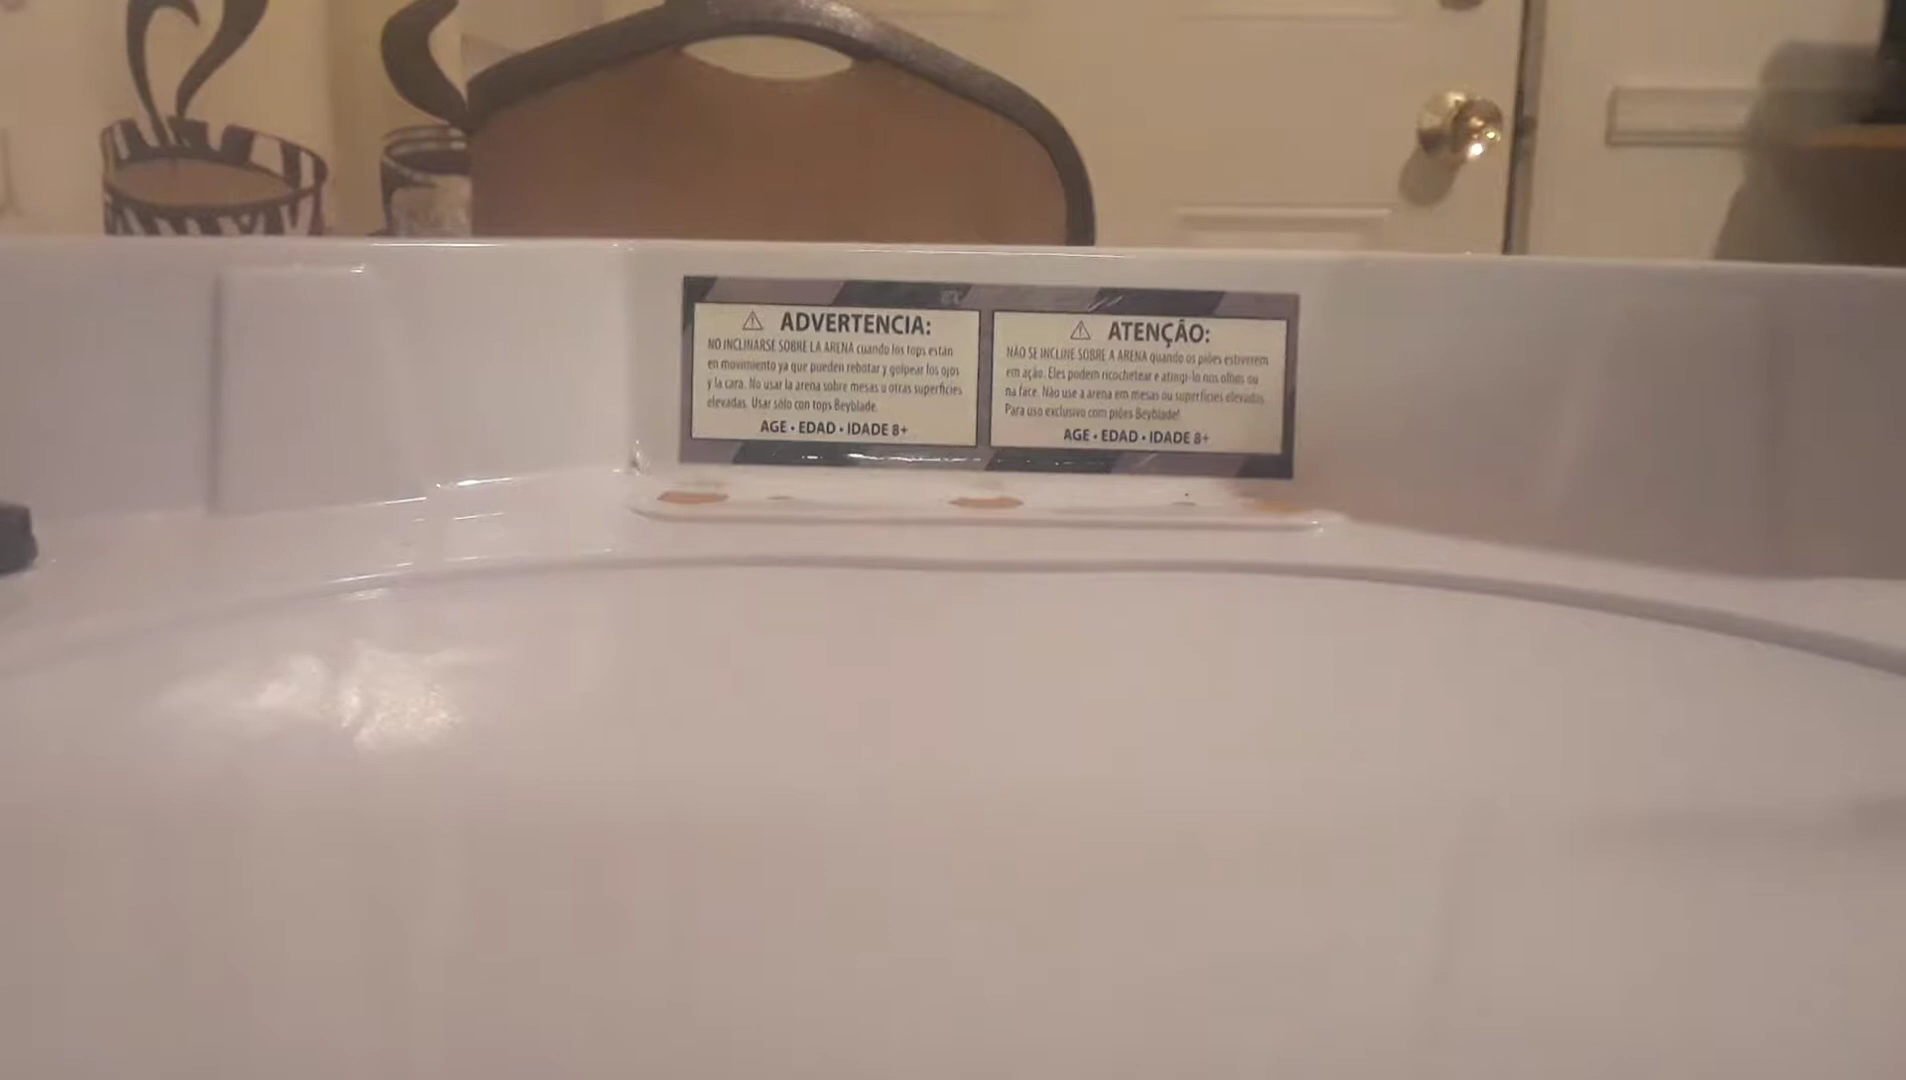 ADVERTENCIA:
NO INCLINARSE SOBRE LA ARENA cuando los tops están
en movimiento ya que pueden rebotar y golpear los ojos
y la cara. No usar la arena sobre mesas u otras superficies
elevadas. Usar sólo con tops Beyblade.
AGE • EDAD • IDADE 8+
ATENÇÃO:
NÃO SE INCLINE SOBRE A ARENA quando os piões estiverem
em ação. Eles podem ricochetear e atingi-lo nos olhos ou
na face. Não use a arena em mesas ou superfícies elevadas.
Para uso exclusivo com piões Beyblade!
AGE • EDAD • IDADE 8+